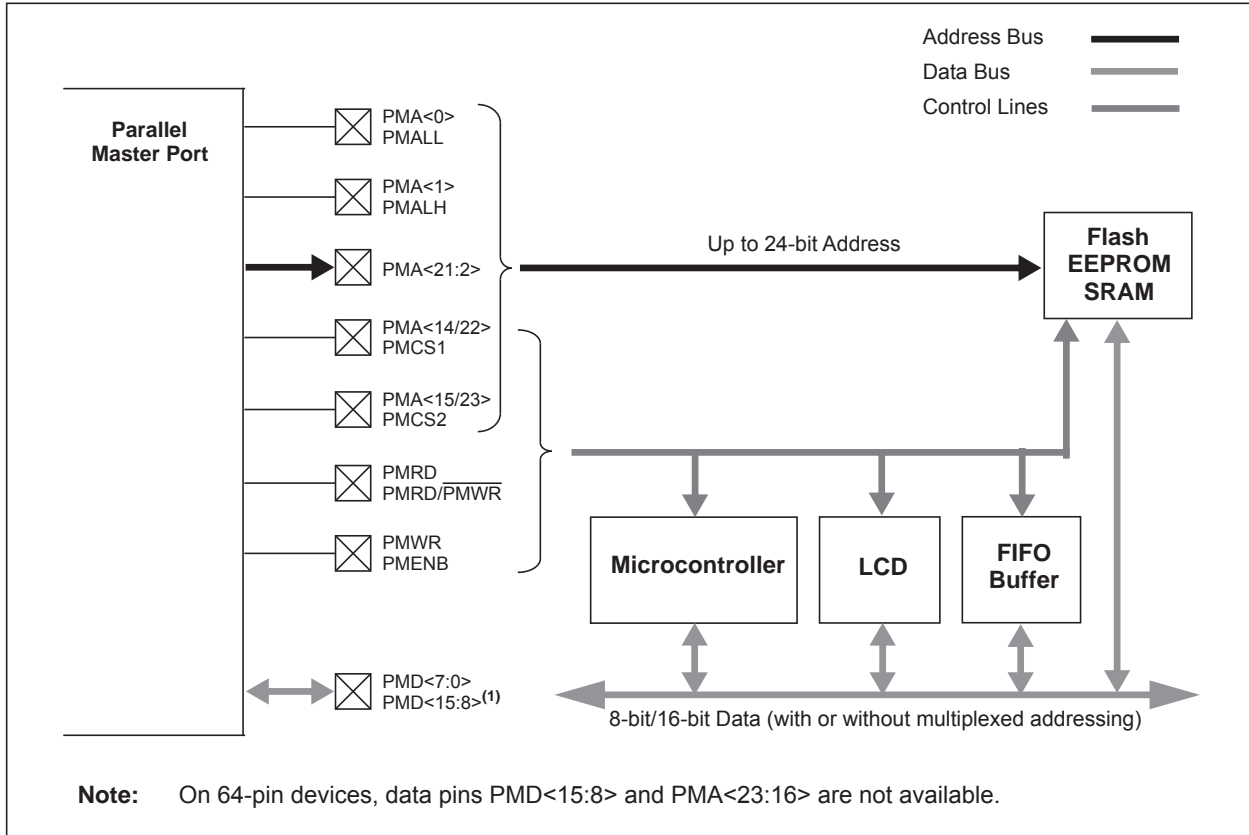 Address Bus
Data Bus
Control Lines
Parallel
Master Port
PMA<0>
PMALL
PMA<1>
PMALH
PMA<21:2>
PMA<14/22>
PMCS1
PMA<15/23>
PMCS2
PMRD
PMRD/PMWR
PMWR
PMENB
PMD<7:0>
PMD<15:8>(1)
Up to 24-bit Address
Flash
EEPROM
SRAM
Microcontroller
LCD
FIFO
Buffer
8-bit/16-bit Data (with or without multiplexed addressing)
Note: On 64-pin devices, data pins PMD<15:8> and PMA<23:16> are not available.